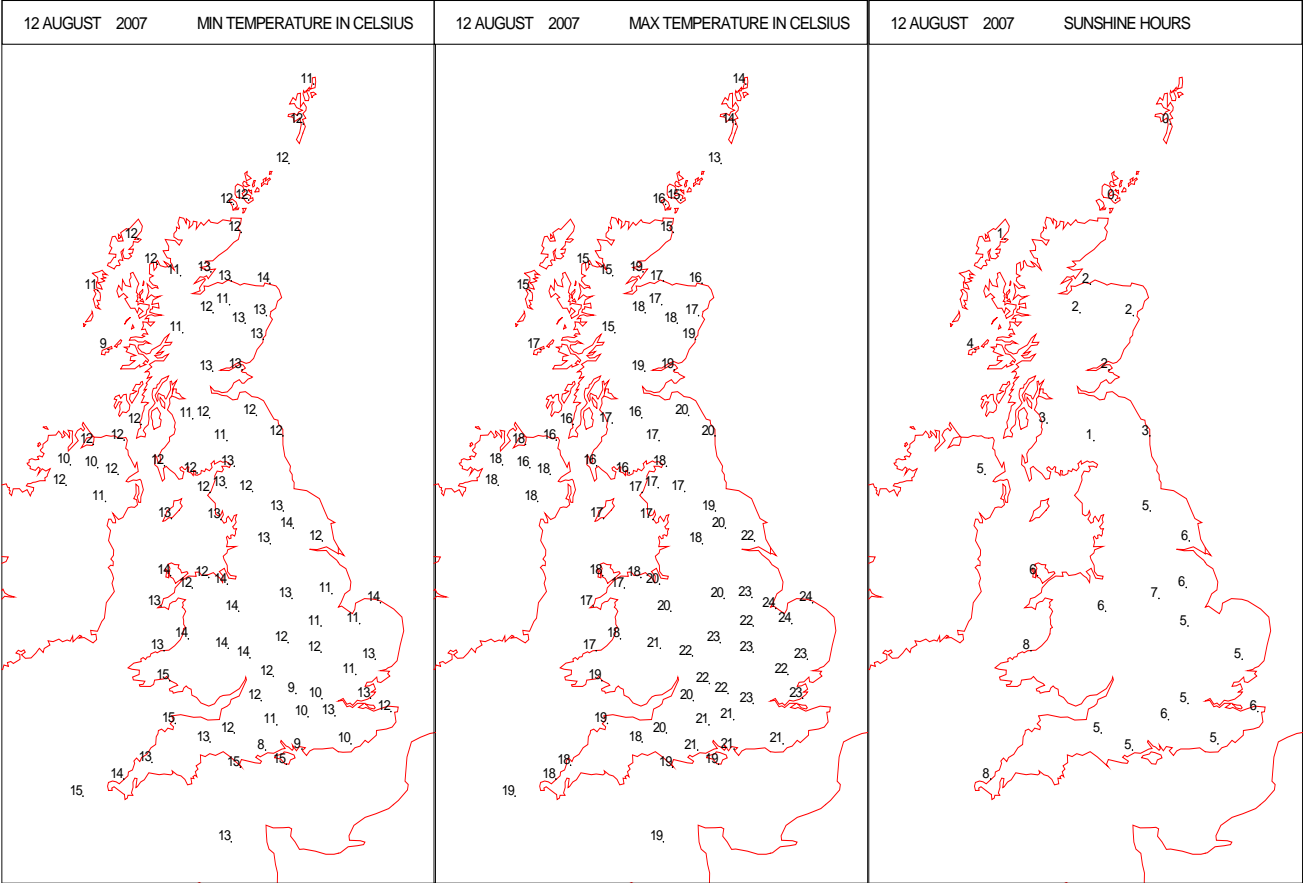 12 AUGUST 2007 MIN TEMPERATURE IN CELSIUS
11
12
12
12 12
12
12
12
11 13
11 13 14
11
12 13
13
11 13
9
13 13
11 12 12
12
12 12 11 12
10 10 12 13
12 12 12
13
12 12
11
13 13 13
14
13 12
14 12
12 14
12 11
13 14 14
11 11
14 12
13 14 14 12
13
15 12 11
12 9 10 13
12
15 11 10 13
13 12
8 9 10
13 15 15
14
15
13
12 AUGUST 2007 MAX TEMPERATURE IN CELSIUS
14
14
13
16 15
15
15
15 19
15 17 16
18 17 17
18
15 19
17
19 19
16 17 16 20
18 16 17 20
18 16 16 18
18 18 16
17 17 17
18
17 17 19
20
18 22
18 18
17 20
17 20 20 23 24 24
22 24
18 21 22
17 22 23 23
19 22 22
20 22 23 23
19 20 21 21
18
21 21 21
18 19 19
18
19
19
12 AUGUST 2007 SUNSHINE HOURS
0
0
1
2
2 2
4
2
3
1 3
5
5
6
6
6 7
6 5
8 5
5
6 6
5
5 5
8